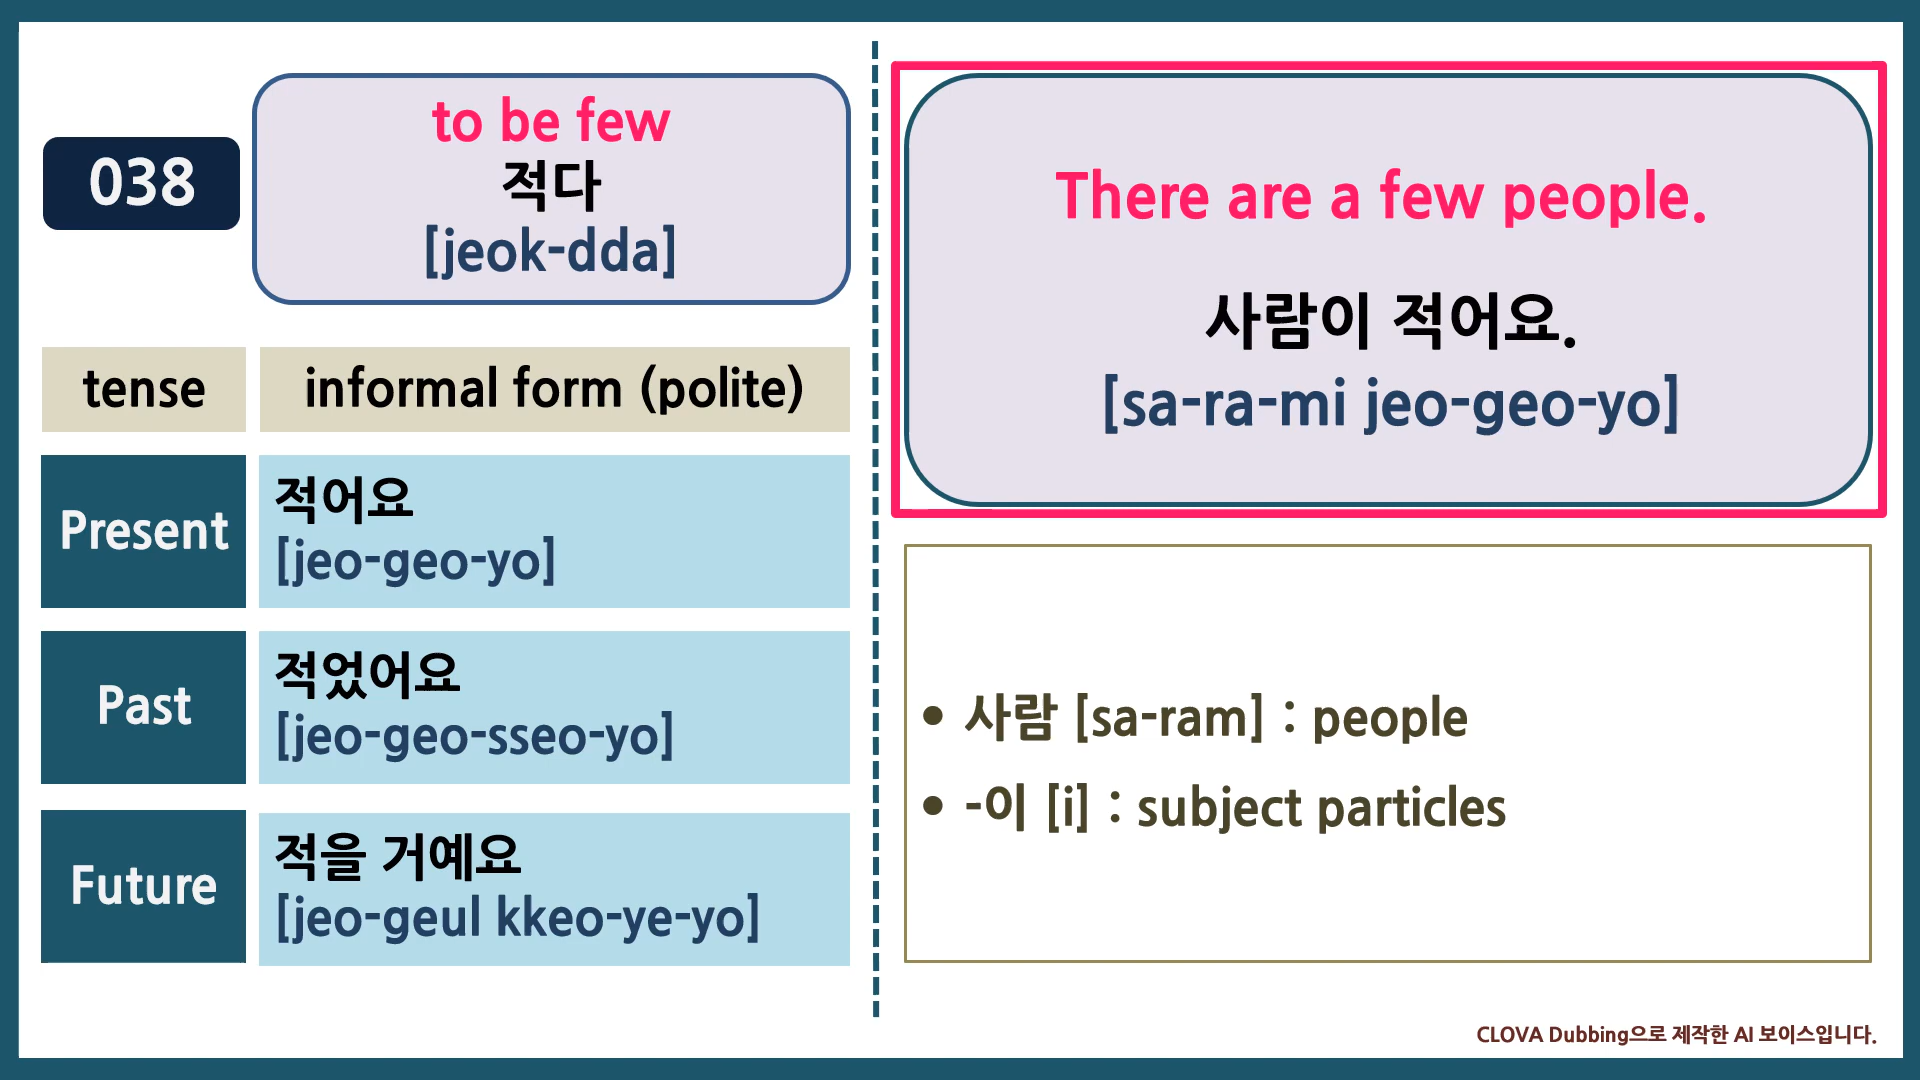 038
to be few
적다
[jeok-dda]
tense
informal form (polite)
Present
적어요
[jeo-geo-yo]
Past
적었어요
[jeo-geo-sseo-yo]
Future
적을 거예요
[jeo-geul kkeo-ye-yo]
There are a few people.
사람이 적어요.
[sa-ra-mi jeo-geo-yo]
• 사람 [sa-ram] : people
• -이 [i] : subject particles
CLOVA Dubbing으로 제작한 AI 보이스입니다.